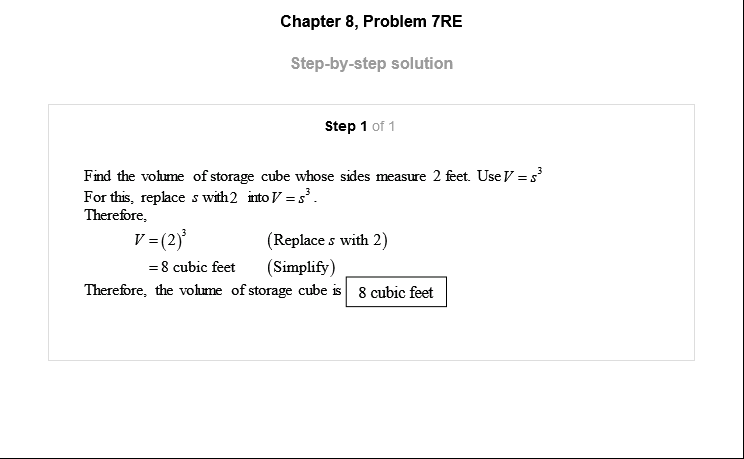 Chapter 8, Problem 7RE
Step-by-step solution
Step 1 of 1
Find the volume of storage cube whose sides measure 2 feet. Use V = s³
For this, replace s with 2 into V = s³.
Therefore,
V = (2)³ (Replace s with 2)
= 8 cubic feet (Simplify)
Therefore, the volume of storage cube is 8 cubic feet